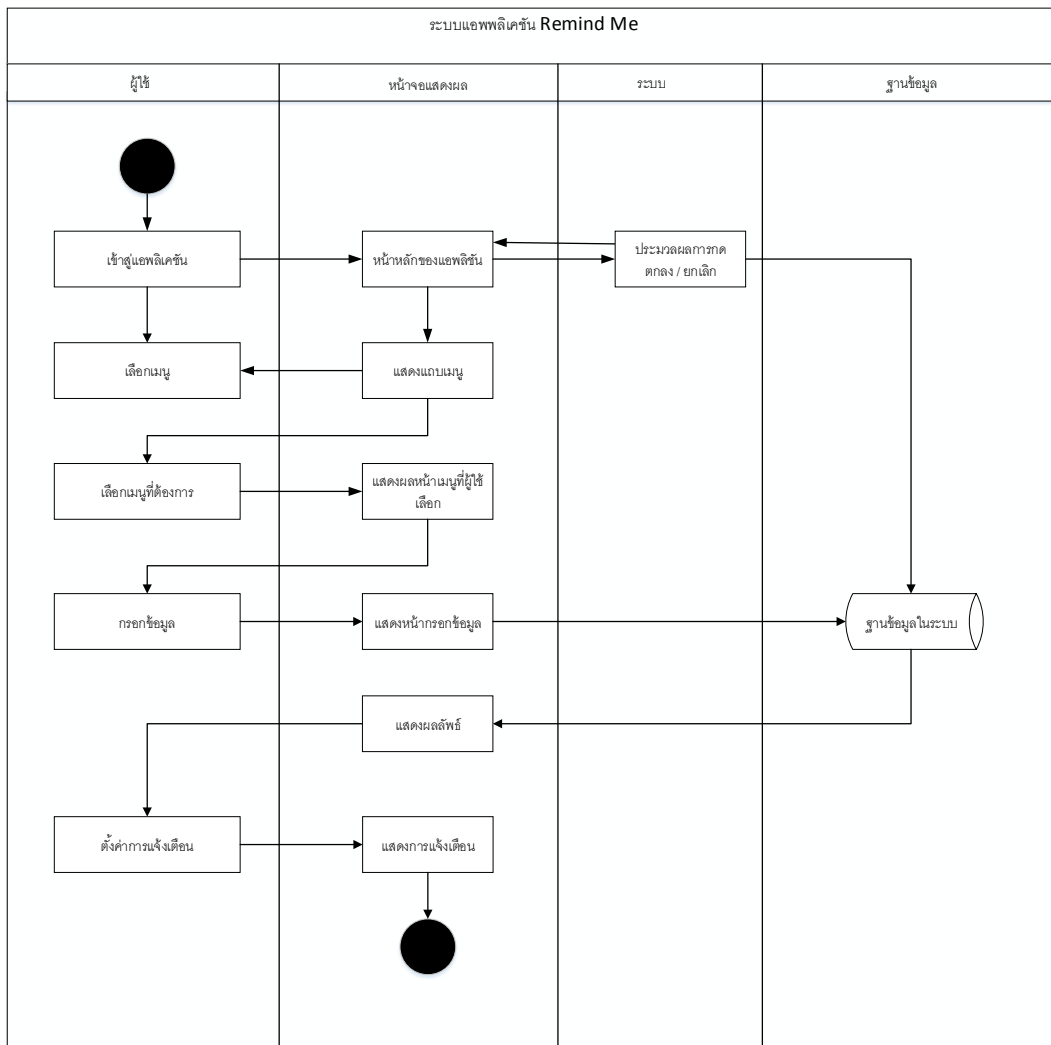 ระบบแอพพลิเคชัน Remind Me
ผู้ใช้
หน้าจอแสดงผล
ระบบ
ฐานข้อมูล
เข้าสู่แอพลิเคชัน
หน้าหลักของแอพลิชัน
ประมวลผลการกด
ตกลง / ยกเลิก
เลือกเมนู
แสดงแถบเมนู
เลือกเมนูที่ต้องการ
แสดงผลหน้าเมนูที่ผู้ใช้
เลือก
กรอกข้อมูล
แสดงหน้ากรอกข้อมูล
ฐานข้อมูลในระบบ
แสดงผลลัพธ์
ตั้งค่าการแจ้งเตือน
แสดงการแจ้งเตือน